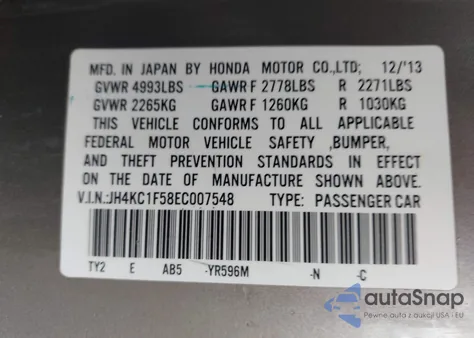 MFD. IN JAPAN BY HONDA MOTOR CO.,LTD; 12/'13
GVWR 4993LBS GAWR F 2778LBS R 2271LBS
GVWR 2265KG GAWR F 1260KG R 1030KG
THIS VEHICLE CONFORMS TO ALL APPLICABLE
FEDERAL MOTOR VEHICLE SAFETY ,BUMPER,
AND THEFT PREVENTION STANDARDS IN EFFECT
ON THE DATE OF MANUFACTURE SHOWN ABOVE.
V.I.N.:JH4KC1F58EC007548 TYPE: PASSENGER CAR
TY2 E AB5 -YR596M -N -C
autoSnap
Pewne auta z aukcji USA i EU